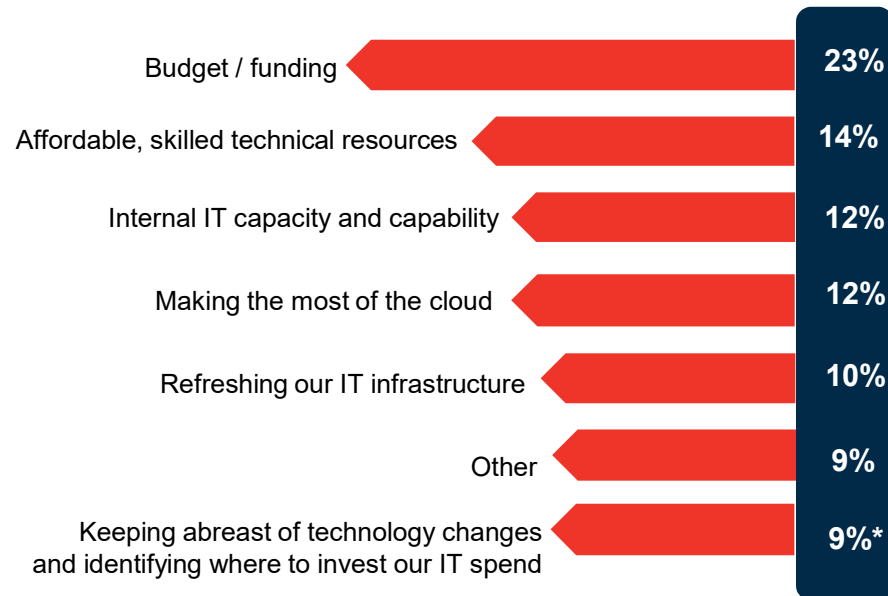 Budget / funding 23%
Affordable, skilled technical resources 14%
Internal IT capacity and capability 12%
Making the most of the cloud 12%
Refreshing our IT infrastructure 10%
Other 9%
Keeping abreast of technology changes
and identifying where to invest our IT spend 9%*